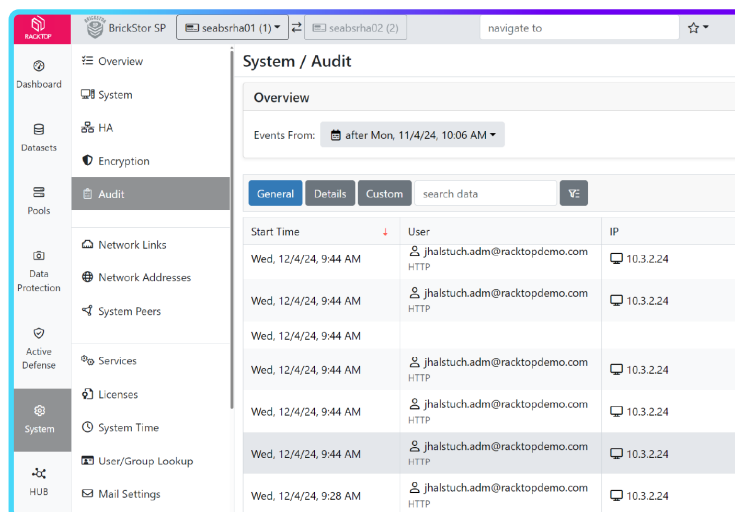 BrickStor SP
seabsrha01 (1)
seabsrha02 (2)
navigate to
RACKTOP
Dashboard
Datasets
Pools
Data
Protection
Active
Defense
System
HUB
Overview
System
HA
Encryption
Audit
Network Links
Network Addresses
System Peers
Services
Licenses
System Time
User/Group Lookup
Mail Settings
System / Audit
Overview
Events From: after Mon, 11/4/24, 10:06 AM
General Details Custom search data
Start Time ↓ User IP
Wed, 12/4/24, 9:44 AM jhalstuch.adm@racktopdemo.com 10.3.2.24
HTTP
Wed, 12/4/24, 9:44 AM jhalstuch.adm@racktopdemo.com 10.3.2.24
HTTP
Wed, 12/4/24, 9:44 AM
Wed, 12/4/24, 9:44 AM jhalstuch.adm@racktopdemo.com 10.3.2.24
HTTP
Wed, 12/4/24, 9:44 AM jhalstuch.adm@racktopdemo.com 10.3.2.24
HTTP
Wed, 12/4/24, 9:44 AM jhalstuch.adm@racktopdemo.com 10.3.2.24
HTTP
Wed, 12/4/24, 9:28 AM jhalstuch.adm@racktopdemo.com 10.3.2.24
HTTP